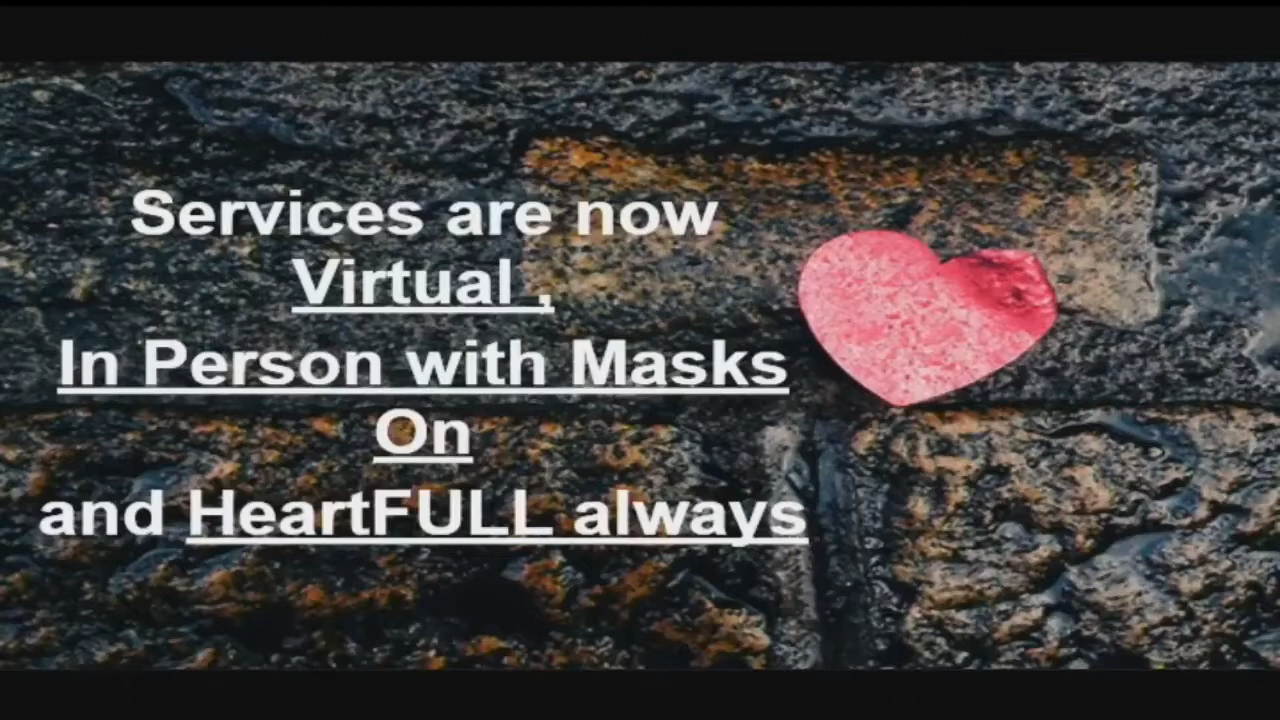 Services are now
Virtual ,
In Person with Masks
On
and HeartFULL always